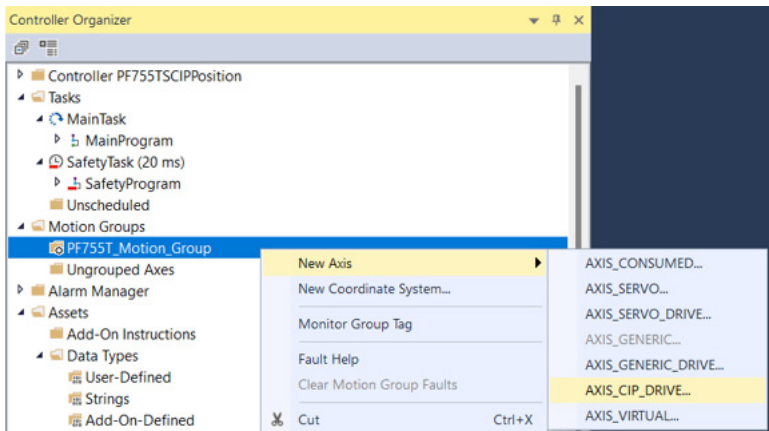 Controller Organizer
Controller PF755TSCIPPosition
Tasks
MainTask
MainProgram
SafetyTask (20 ms)
SafetyProgram
Unscheduled
Motion Groups
PF755T_Motion_Group
Ungrouped Axes
Alarm Manager
Assets
Add-On Instructions
Data Types
User-Defined
Strings
Add-On-Defined
New Axis
New Coordinate System...
Monitor Group Tag
Fault Help
Clear Motion Group Faults
Cut Ctrl+X
AXIS_CONSUMED...
AXIS_SERVO...
AXIS_SERVO_DRIVE...
AXIS_GENERIC...
AXIS_GENERIC_DRIVE...
AXIS_CIP_DRIVE...
AXIS_VIRTUAL...